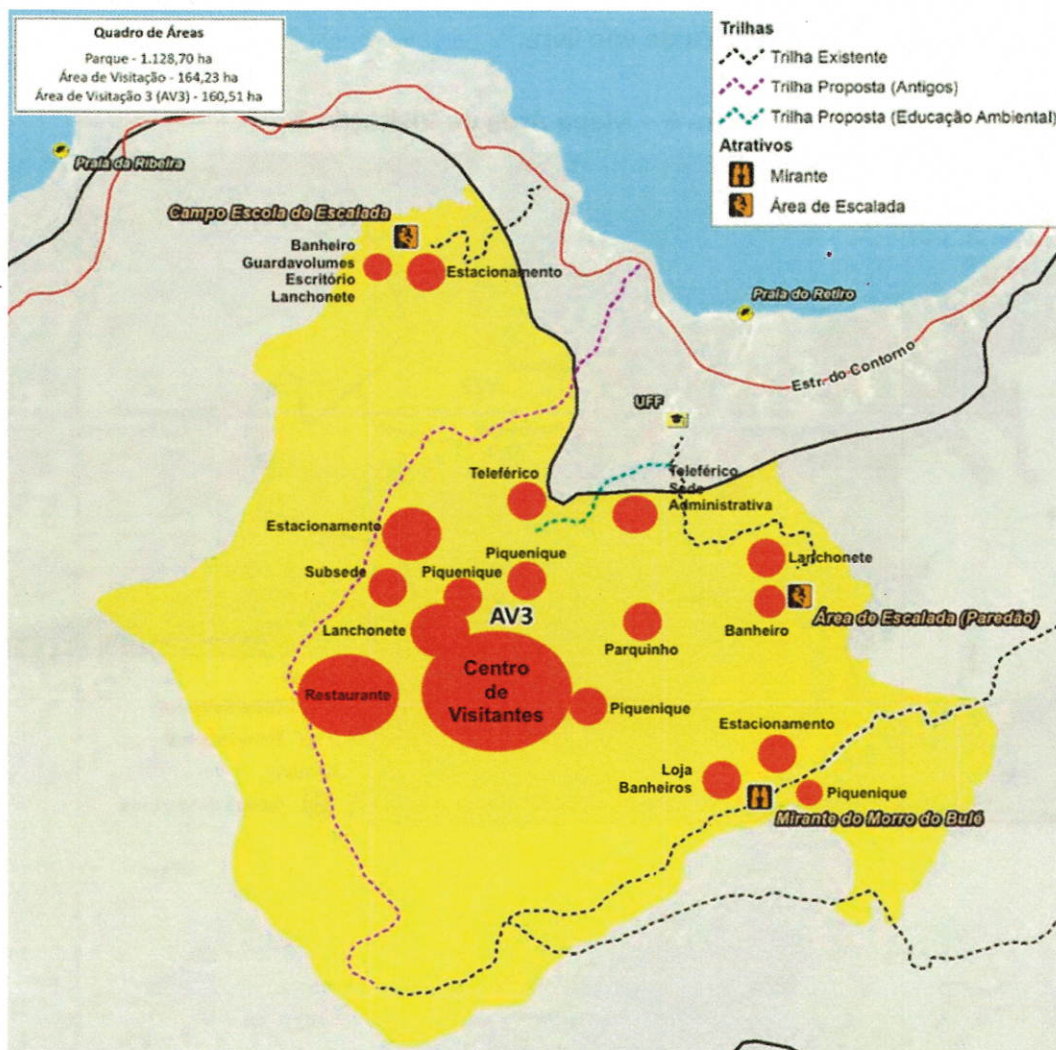 Quadro de Áreas
Parque - 1.128,70 ha
Área de Visitação - 164,23 ha
Área de Visitação 3 (AV3) - 160,51 ha
Trilhas
Trilha Existente
Trilha Proposta (Antigos)
Trilha Proposta (Educação Ambiental)
Atrativos
Mirante
Área de Escalada
Praia da Ribeira
Campo Escola de Escalada
Banheiro
Guardavolumes
Escritório
Lanchonete
Estacionamento
Praia do Retiro
Estr. do Contorno
UFF
Teleférico
Teleférico
Sede
Administrativa
Estacionamento
Piquenique
Lanchonete
Subsede
Piquenique
AV3
Lanchonete
Parquinho
Banheiro
Área de Escalada (Paredão)
Centro
de
Visitantes
Restaurante
Piquenique
Estacionamento
Loja
Banheiros
Piquenique
Mirante do Morro do Bulé